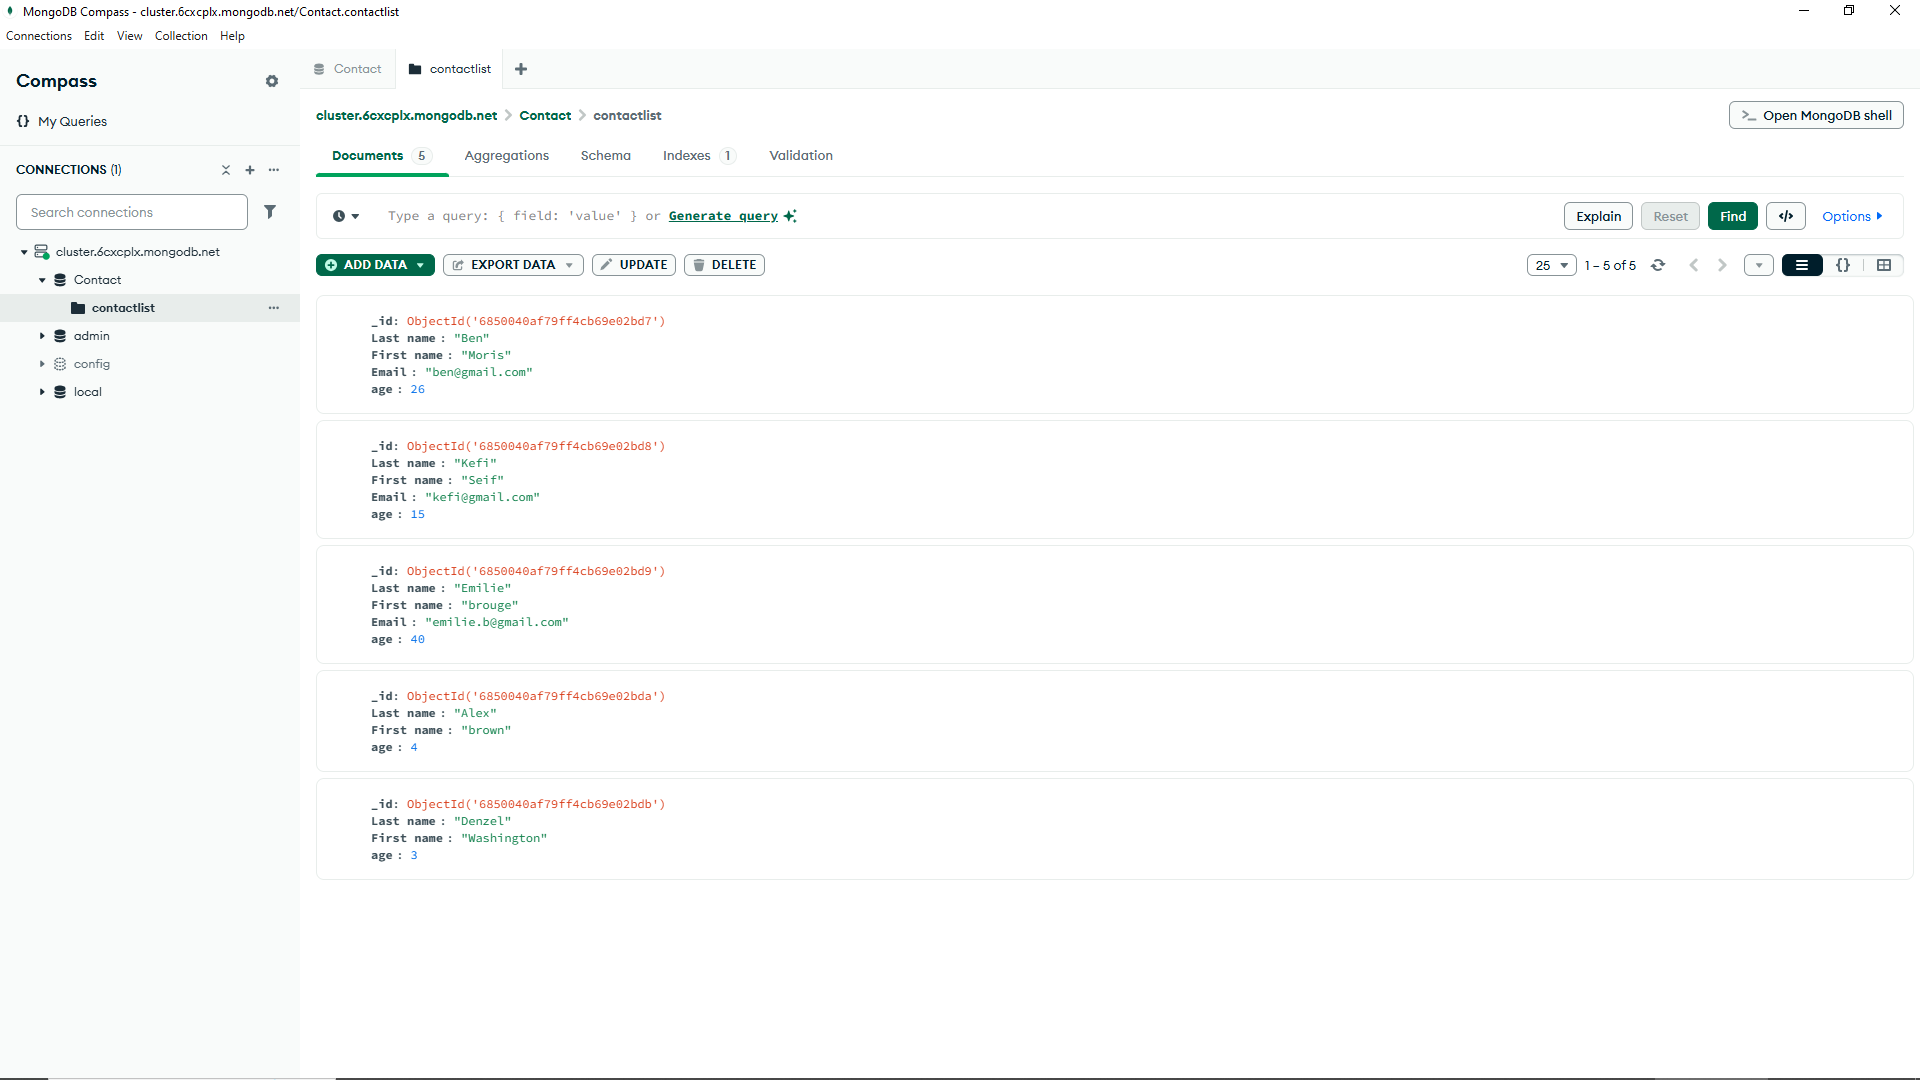 MongoDB Compass - cluster.6cxcplx.mongodb.net/Contact.contactlist
Connections Edit View Collection Help
Compass
{} My Queries
CONNECTIONS (1)
Search connections
cluster.6cxcplx.mongodb.net
Contact
contactlist
admin
config
local
Contact contactlist
cluster.6cxcplx.mongodb.net > Contact > contactlist
>_ Open MongoDB shell
Documents 5 Aggregations Schema Indexes 1 Validation
Type a query: { field: 'value' } or Generate query
Explain Reset Find </> Options
ADD DATA EXPORT DATA UPDATE DELETE
25 1 – 5 of 5 {}
_id: ObjectId('6850040af79ff4cb69e02bd7')
Last name : "Ben"
First name : "Moris"
Email : "ben@gmail.com"
age : 26
_id: ObjectId('6850040af79ff4cb69e02bd8')
Last name : "Kefi"
First name : "Seif"
Email : "kefi@gmail.com"
age : 15
_id: ObjectId('6850040af79ff4cb69e02bd9')
Last name : "Emilie"
First name : "brouge"
Email : "emilie.b@gmail.com"
age : 40
_id: ObjectId('6850040af79ff4cb69e02bda')
Last name : "Alex"
First name : "brown"
age : 4
_id: ObjectId('6850040af79ff4cb69e02bdb')
Last name : "Denzel"
First name : "Washington"
age : 3